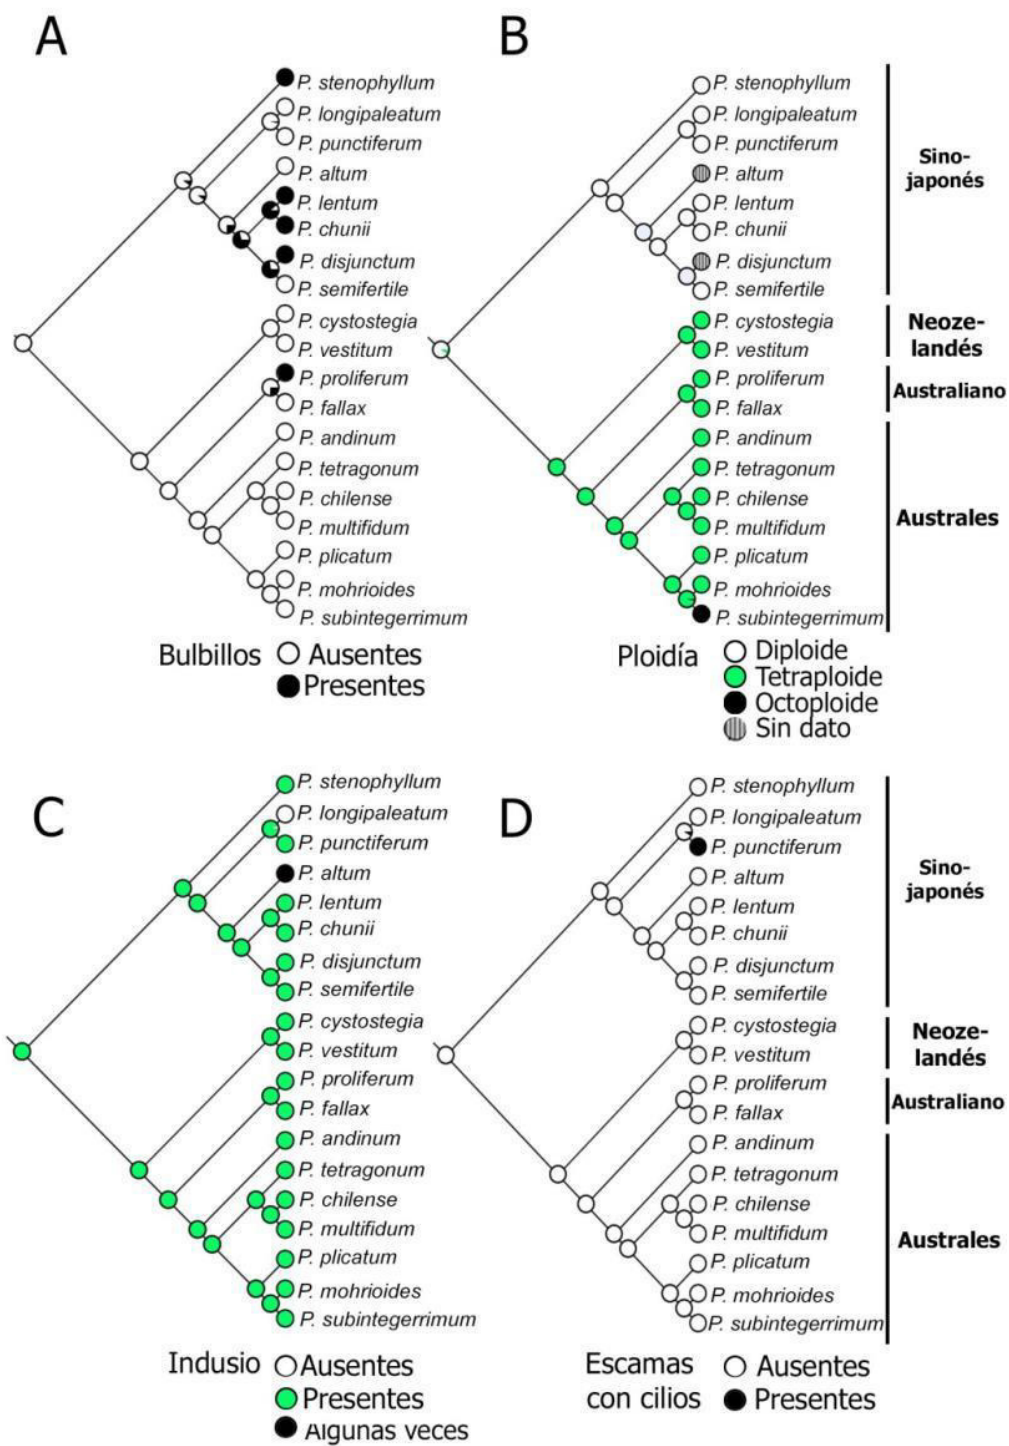 A
P. stenophyllum
P. longipaleatum
P. punctiferum
P. altum
P. lentum
P. chunii
P. disjunctum
P. semifertile
P. cystostegia
P. vestitum
P. proliferum
P. fallax
P. andinum
P. tetragonum
P. chilense
P. multifidum
P. plicatum
P. mohrioides
P. subintegerrimum
Bulbillos
Ausentes
Presentes
B
P. stenophyllum
P. longipaleatum
P. punctiferum
P. altum
P. lentum
P. chunii
P. disjunctum
P. semifertile
P. cystostegia
P. vestitum
P. proliferum
P. fallax
P. andinum
P. tetragonum
P. chilense
P. multifidum
P. plicatum
P. mohrioides
P. subintegerrimum
Sino-
japonés
Neoze-
landés
Australiano
Australes
Ploidía
Diploide
Tetraploide
Octoploide
Sin dato
C
P. stenophyllum
P. longipaleatum
P. punctiferum
P. altum
P. lentum
P. chunii
P. disjunctum
P. semifertile
P. cystostegia
P. vestitum
P. proliferum
P. fallax
P. andinum
P. tetragonum
P. chilense
P. multifidum
P. plicatum
P. mohrioides
P. subintegerrimum
Indusio
Ausentes
Presentes
Algunas veces
D
P. stenophyllum
P. longipaleatum
P. punctiferum
P. altum
P. lentum
P. chunii
P. disjunctum
P. semifertile
P. cystostegia
P. vestitum
P. proliferum
P. fallax
P. andinum
P. tetragonum
P. chilense
P. multifidum
P. plicatum
P. mohrioides
P. subintegerrimum
Sino-
japonés
Neoze-
landés
Australiano
Australes
Escamas
con cilios
Ausentes
Presentes